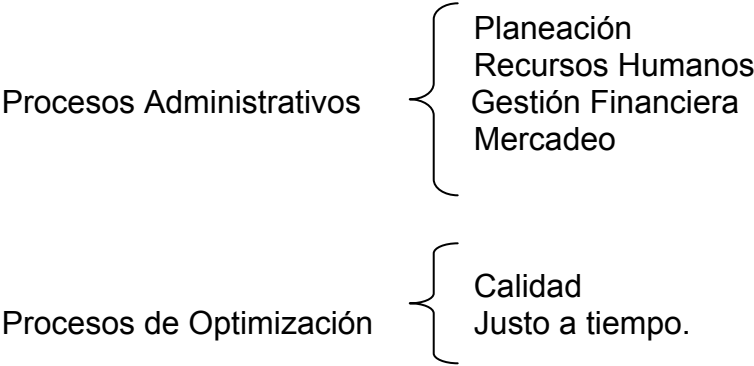 Planeación
Recursos Humanos
Procesos Administrativos Gestión Financiera
Mercadeo
Calidad
Procesos de Optimización Justo a tiempo.